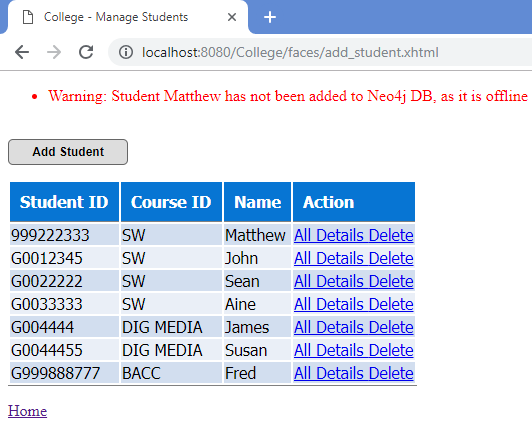 College - Manage Students
localhost:8080/College/faces/add_student.xhtml
Warning: Student Matthew has not been added to Neo4j DB, as it is offline
Add Student
Student ID Course ID Name Action
999222333 SW Matthew All Details Delete
G0012345 SW John All Details Delete
G0022222 SW Sean All Details Delete
G0033333 SW Aine All Details Delete
G004444 DIG MEDIA James All Details Delete
G0044455 DIG MEDIA Susan All Details Delete
G999888777 BACC Fred All Details Delete
Home